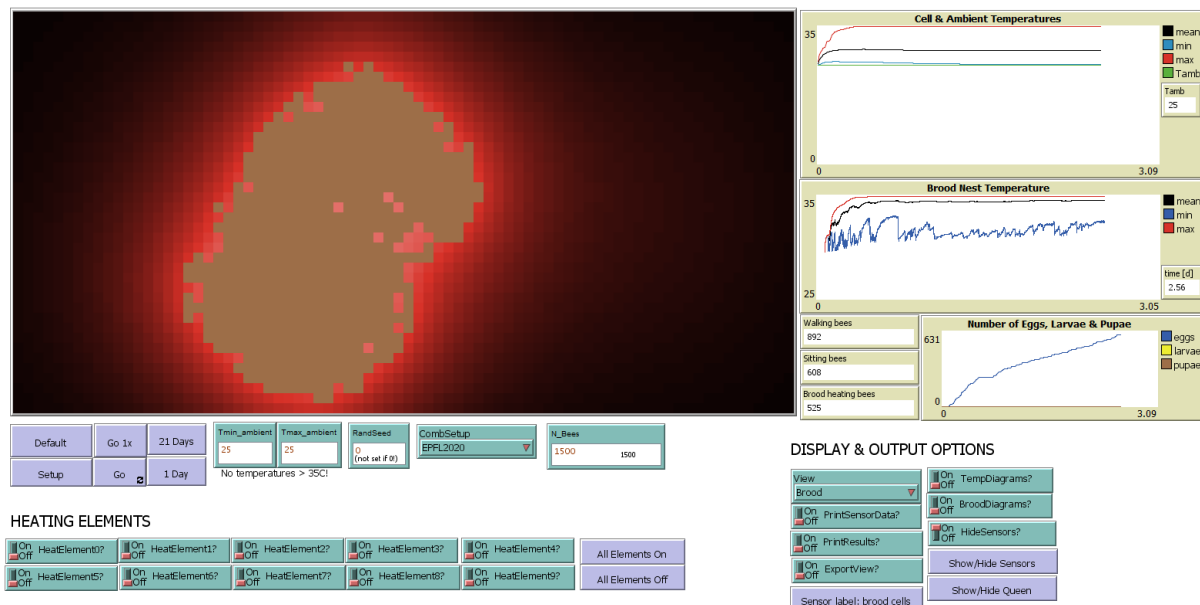 Cell & Ambient Temperatures
35
0
0
3.09
mean
min
max
Tamb
Tamb
25
Brood Nest Temperature
35
25
0
3.05
mean
min
max
time [d]
2.56
Walking bees
892
Sitting bees
608
Brood heating bees
525
Number of Eggs, Larvae & Pupae
631
0
0
3.09
eggs
larvae
pupae
Default
Go 1x
21 Days
Setup
Go
1 Day
Tmin_ambient
25
Tmax_ambient
25
No temperatures > 35C!
RandSeed
0
(not set if 0!)
CombSetup
EPFL2020
N_Bees
1500
1500
HEATING ELEMENTS
On
Off
HeatElement0?
On
Off
HeatElement1?
On
Off
HeatElement2?
On
Off
HeatElement3?
On
Off
HeatElement4?
All Elements On
On
Off
HeatElement5?
On
Off
HeatElement6?
On
Off
HeatElement7?
On
Off
HeatElement8?
On
Off
HeatElement9?
All Elements Off
DISPLAY & OUTPUT OPTIONS
View
Brood
On
Off
PrintSensorData?
On
Off
PrintResults?
On
Off
ExportView?
Sensor label: brood cells
On
Off
TempDiagrams?
On
Off
BroodDiagrams?
On
Off
HideSensors?
Show/Hide Sensors
Show/Hide Queen